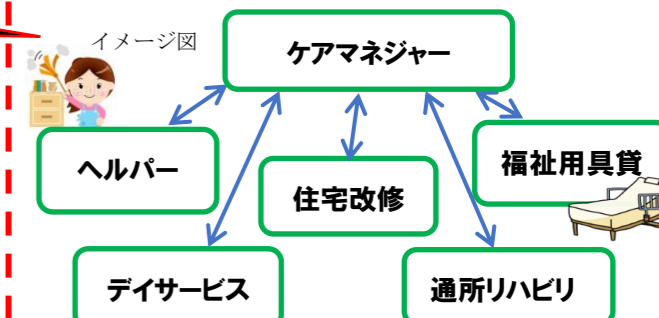 イメージ図
ケアマネジャー
ヘルパー
住宅改修
福祉用具貸
デイサービス
通所リハビリ